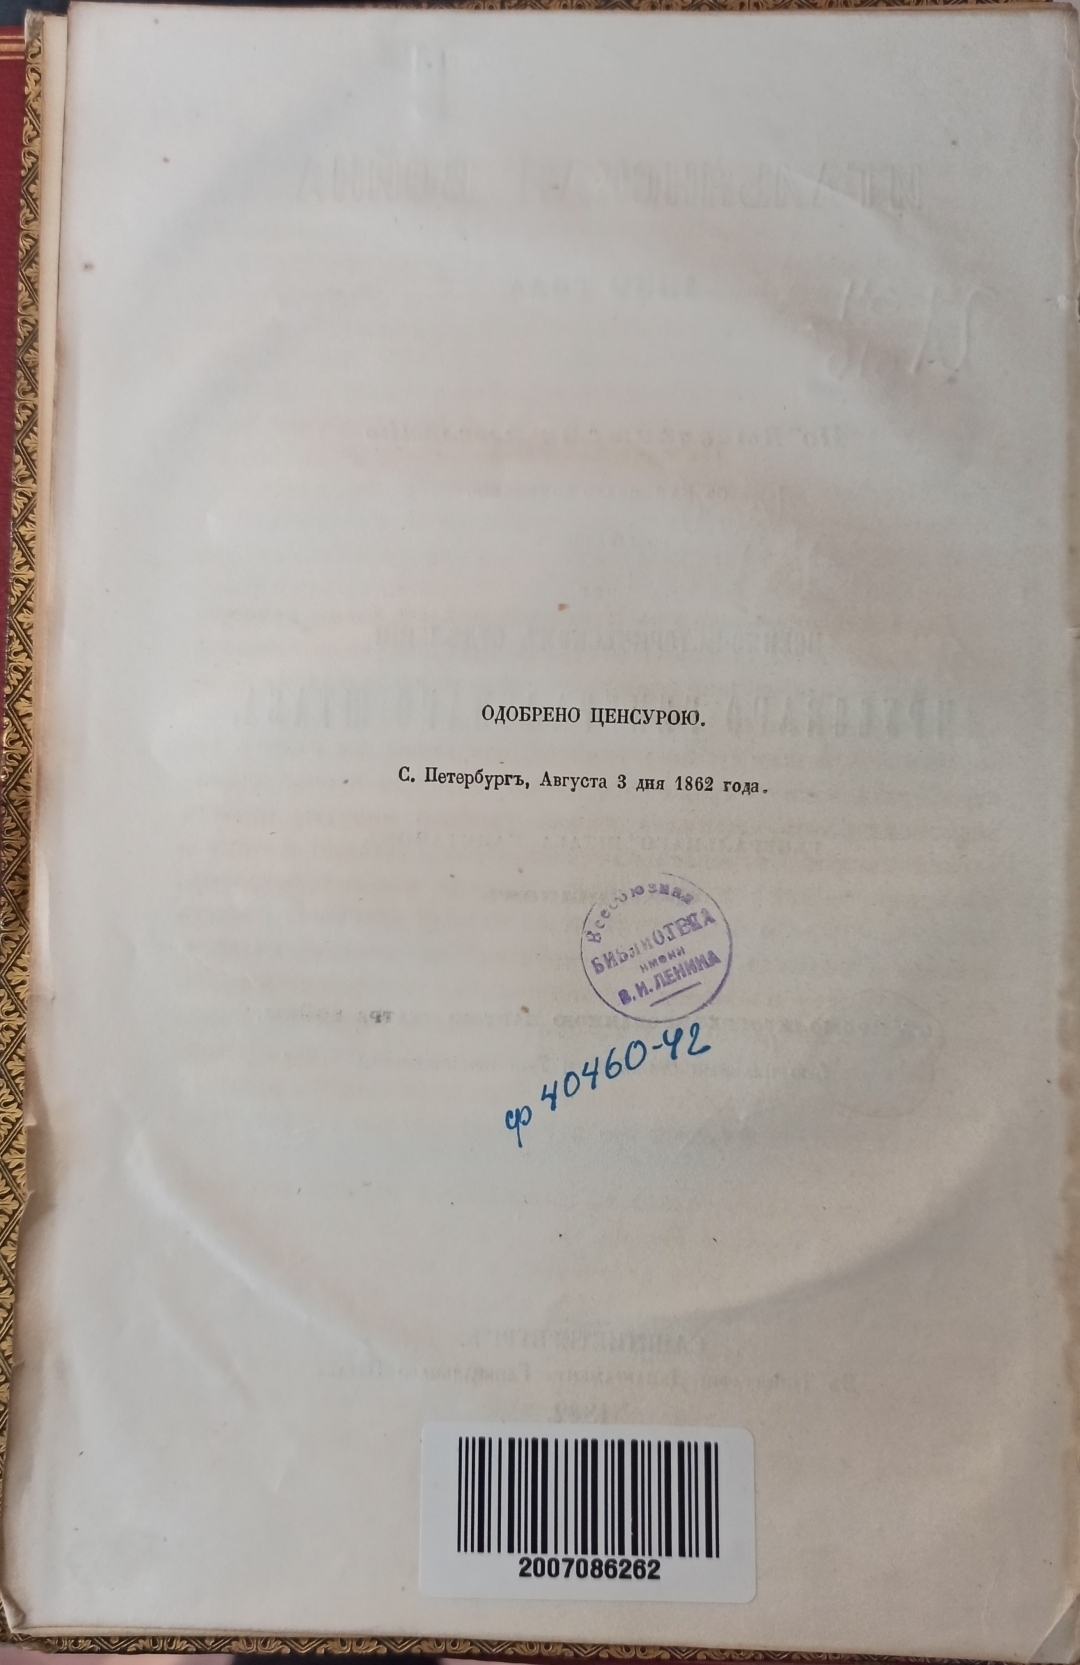 ОДОБРЕНО ЦЕНСУРОЮ.
С. Петербургъ, Августа 3 дня 1862 года.
Всесоюзная
БИБЛИОТЕКА
имени
В. И. ЛЕНИНА
ф 40460-42
2007086262